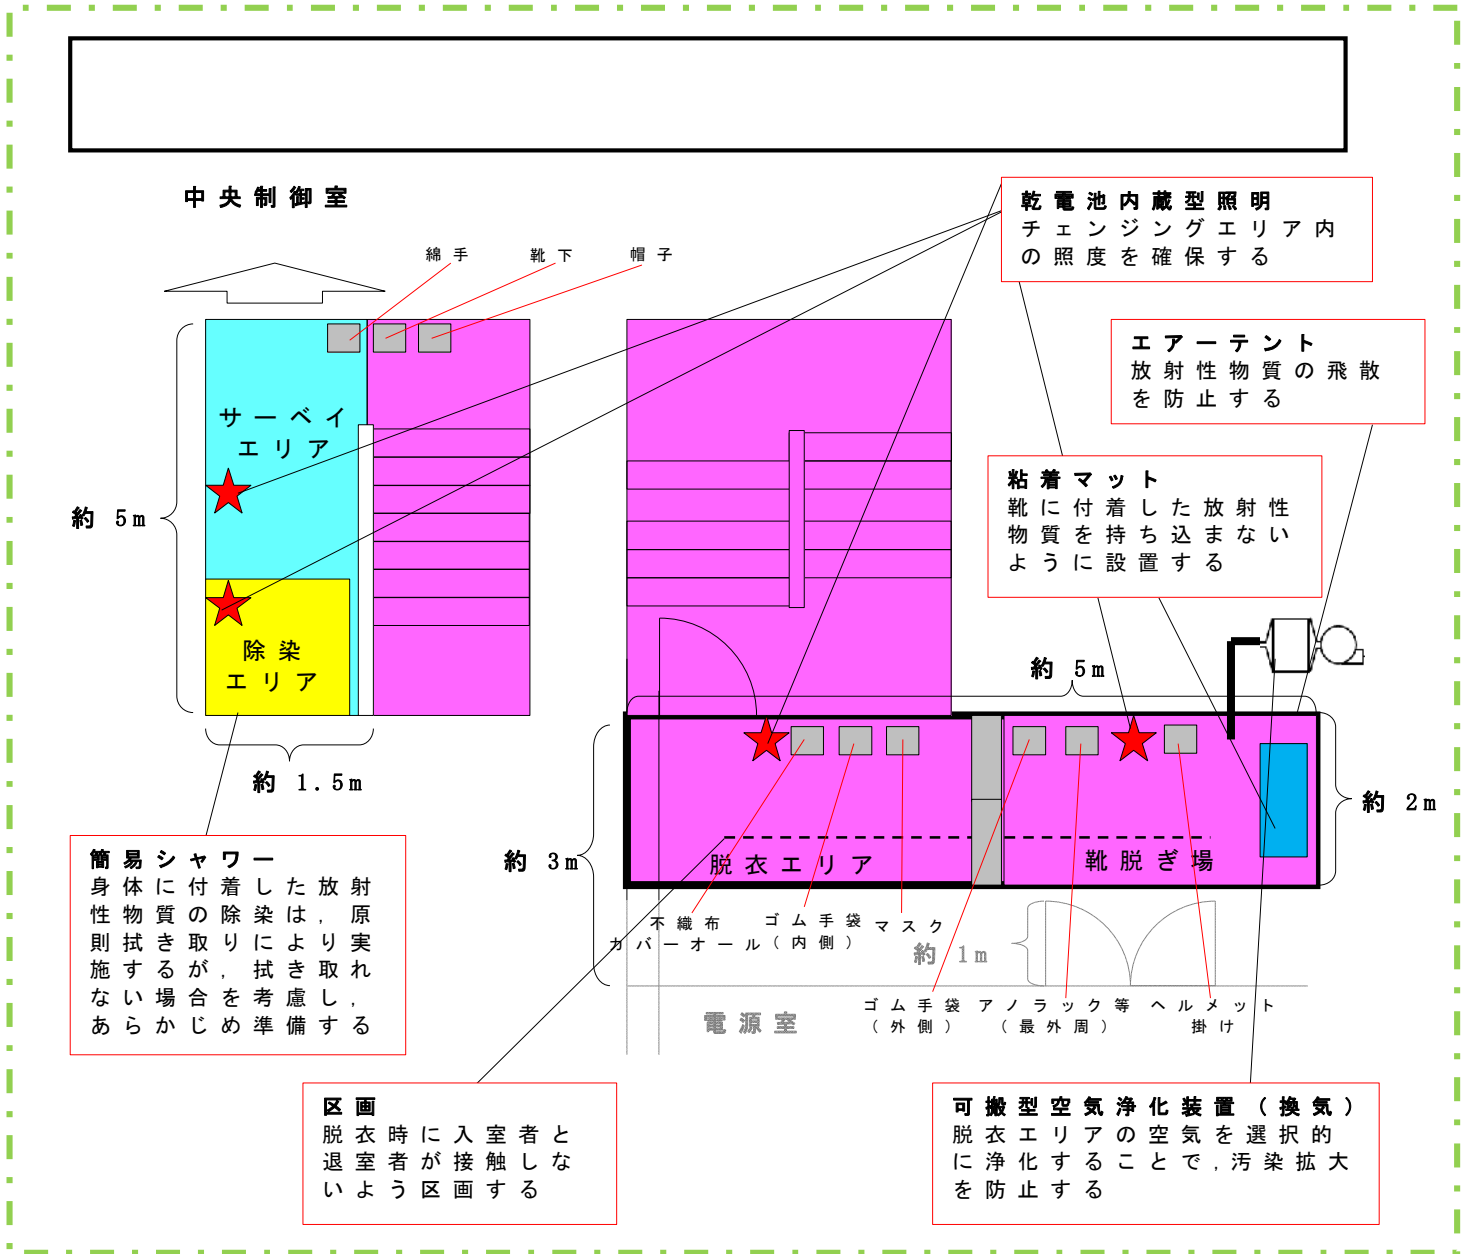 中央制御室
綿手
靴下
帽子
乾電池内蔵型照明
チェンジングエリア内
の照度を確保する
エアーテント
放射性物質の飛散
を防止する
サーベイ
エリア
粘着マット
靴に付着した放射性
物質を持ち込まない
ように設置する
約 5m
除染
エリア
約 5m
約 1.5m
約 2m
簡易シャワー
身体に付着した放射
性物質の除染は，原
則拭き取りにより実
施するが，拭き取れ
ない場合を考慮し，
あらかじめ準備する
約 3m
脱衣エリア
靴脱ぎ場
不織布
カバーオール
ゴム手袋
（内側）
マスク
約 1m
電源室
ゴム手袋
（外側）
アノラック等
（最外周）
ヘルメット
掛け
区画
脱衣時に入室者と
退室者が接触しな
いよう区画する
可搬型空気浄化装置（換気）
脱衣エリアの空気を選択的
に浄化することで，汚染拡大
を防止する